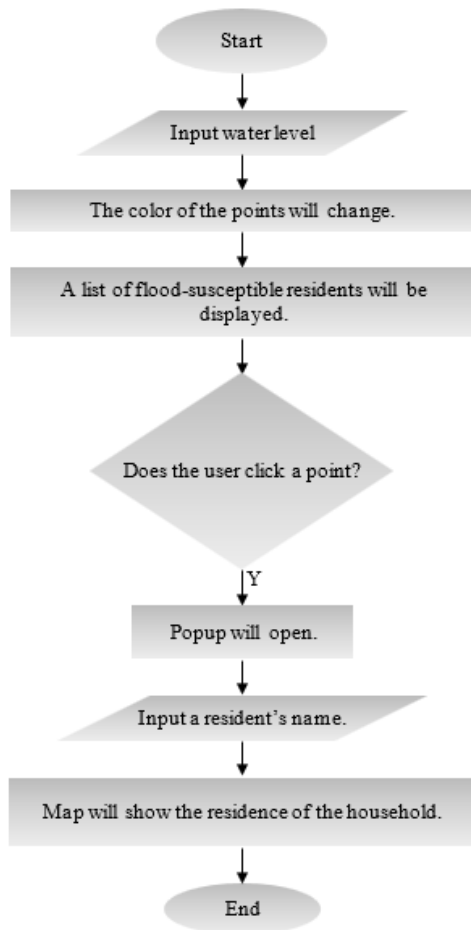 Start
Input water level
The color of the points will change.
A list of flood-susceptible residents will be
displayed.
Does the user click a point?
Y
Popup will open.
Input a resident’s name.
Map will show the residence of the household.
End